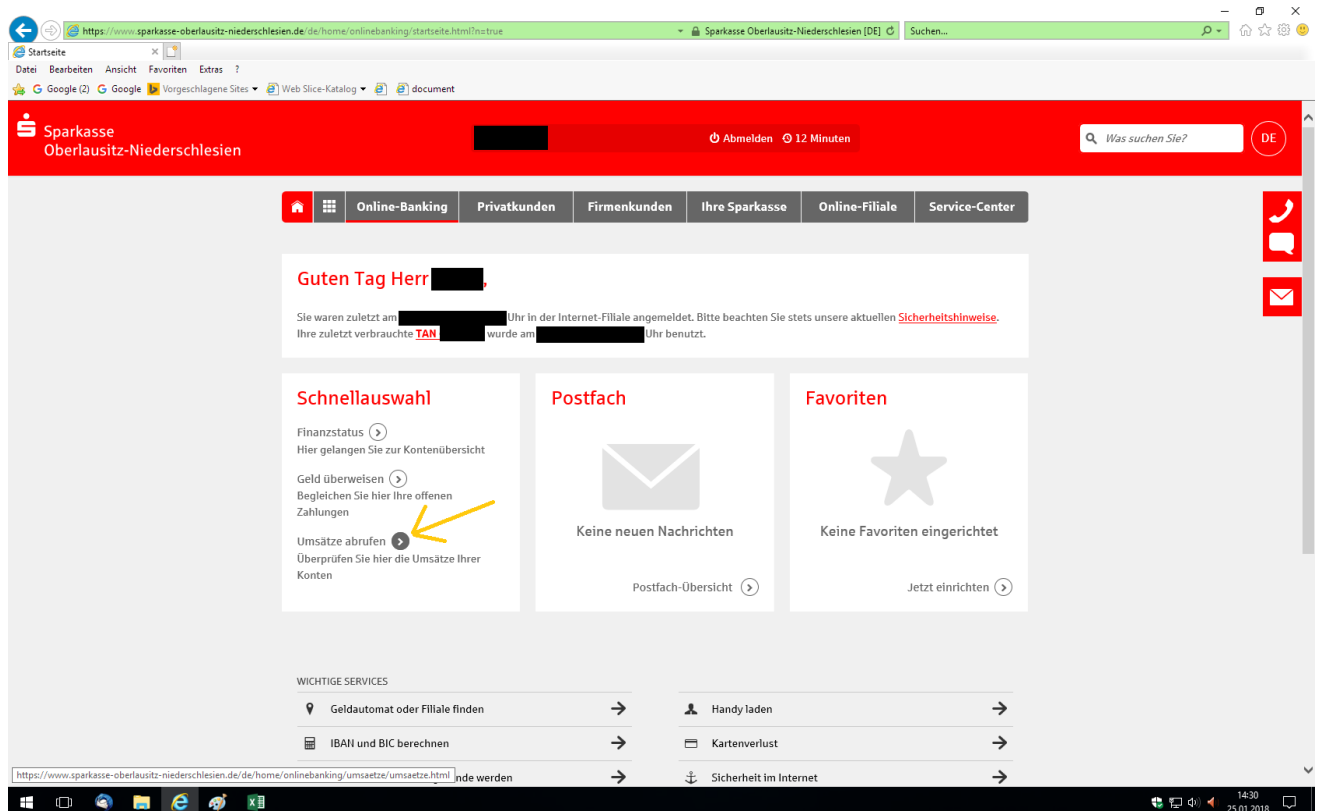 https://www.sparkasse-oberlausitz-niederschlesien.de/de/home/onlinebanking/startseite.html?n=true
Sparkasse Oberlausitz-Niederschlesien [DE]
Suchen...
Startseite
Datei Bearbeiten Ansicht Favoriten Extras ?
Google (2) Google Vorgeschlagene Sites Web Slice-Katalog document
Sparkasse
Oberlausitz-Niederschlesien
Abmelden 12 Minuten
Was suchen Sie?
DE
Online-Banking Privatkunden Firmenkunden Ihre Sparkasse Online-Filiale Service-Center
Guten Tag Herr ,
Sie waren zuletzt am Uhr in der Internet-Filiale angemeldet. Bitte beachten Sie stets unsere aktuellen Sicherheitshinweise.
Ihre zuletzt verbrauchte TAN wurde am Uhr benutzt.
Schnellauswahl
Finanzstatus
Hier gelangen Sie zur Kontenübersicht
Geld überweisen
Begleichen Sie hier Ihre offenen
Zahlungen
Umsätze abrufen
Überprüfen Sie hier die Umsätze Ihrer
Konten
Postfach
Keine neuen Nachrichten
Postfach-Übersicht
Favoriten
Keine Favoriten eingerichtet
Jetzt einrichten
WICHTIGE SERVICES
Geldautomat oder Filiale finden
Handy laden
IBAN und BIC berechnen
Kartenverlust
nde werden
Sicherheit im Internet
https://www.sparkasse-oberlausitz-niederschlesien.de/de/home/onlinebanking/umsaetze/umsaetze.html
14:30
25.01.2018